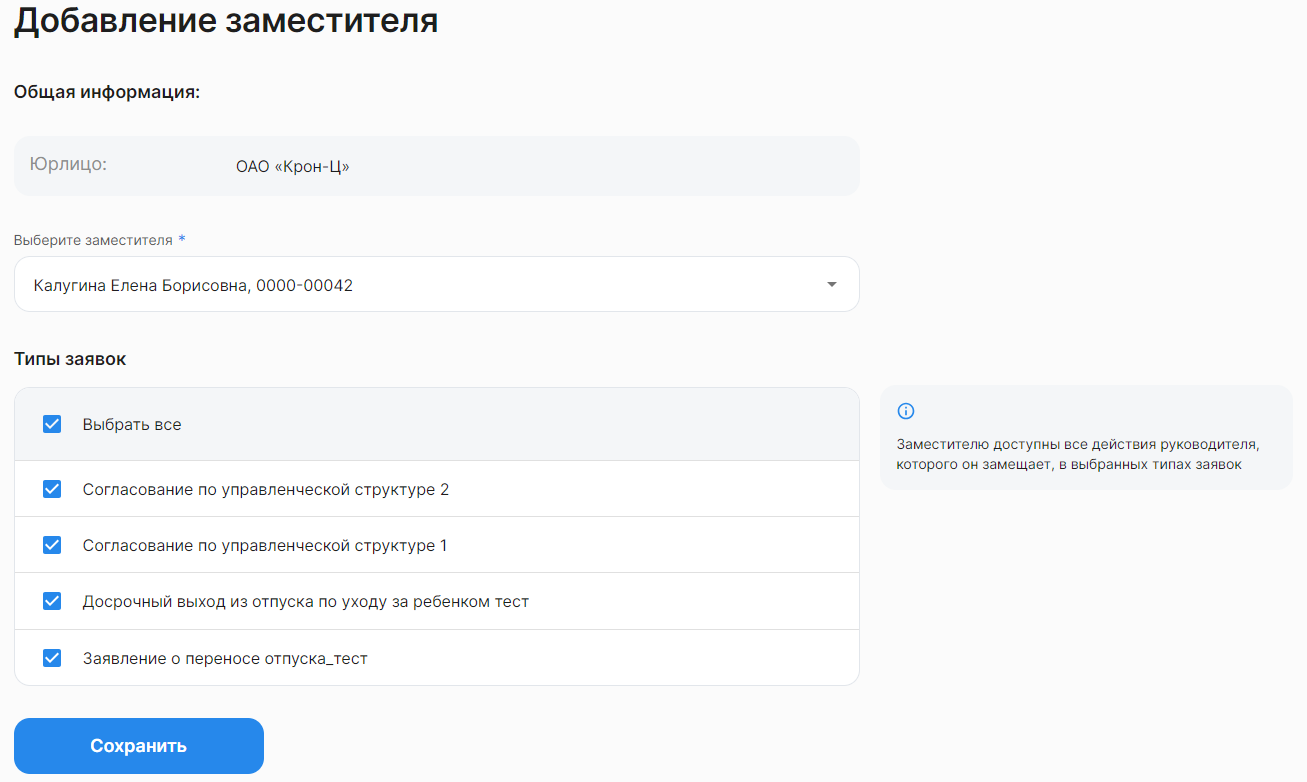 Добавление заместителя
Общая информация:
Юрлицо: ОАО «Крон-Ц»
Выберите заместителя *
Калугина Елена Борисовна, 0000-00042
Типы заявок
Выбрать все
Заместителю доступны все действия руководителя,
которого он замещает, в выбранных типах заявок
Согласование по управленческой структуре 2
Согласование по управленческой структуре 1
Досрочный выход из отпуска по уходу за ребенком тест
Заявление о переносе отпуска_тест
Сохранить